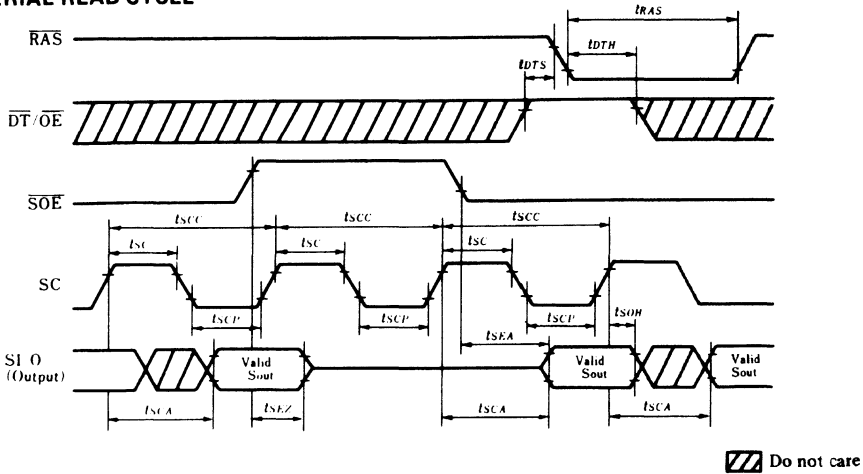 ERIAL READ CYCLE
RAS
tRAS
tDTH
tDTS
DT/OE
SOE
tSCC tSCC tSCC
tSC tSC tSC
SC
tSCP tSCP tSCP tSOH
tSEA
SI/O
(Output)
Valid Sout
Valid Sout
Valid Sout
tSCA tSEZ tSCA tSCA
Do not care